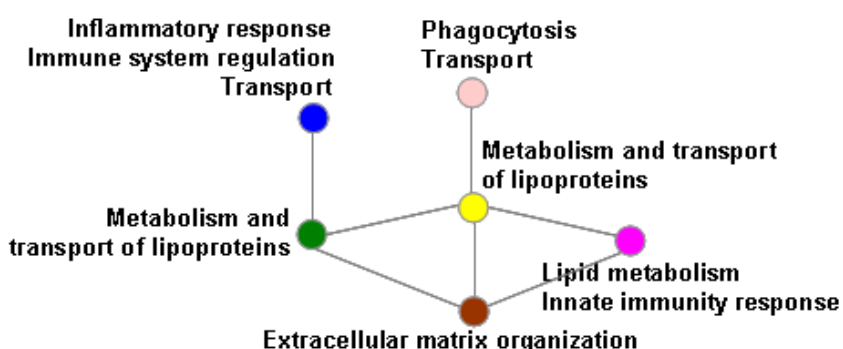 Inflammatory response
Immune system regulation
Transport
Phagocytosis
Transport
Metabolism and transport
of lipoproteins
Metabolism and
transport of lipoproteins
Lipid metabolism
Innate immunity response
Extracellular matrix organization